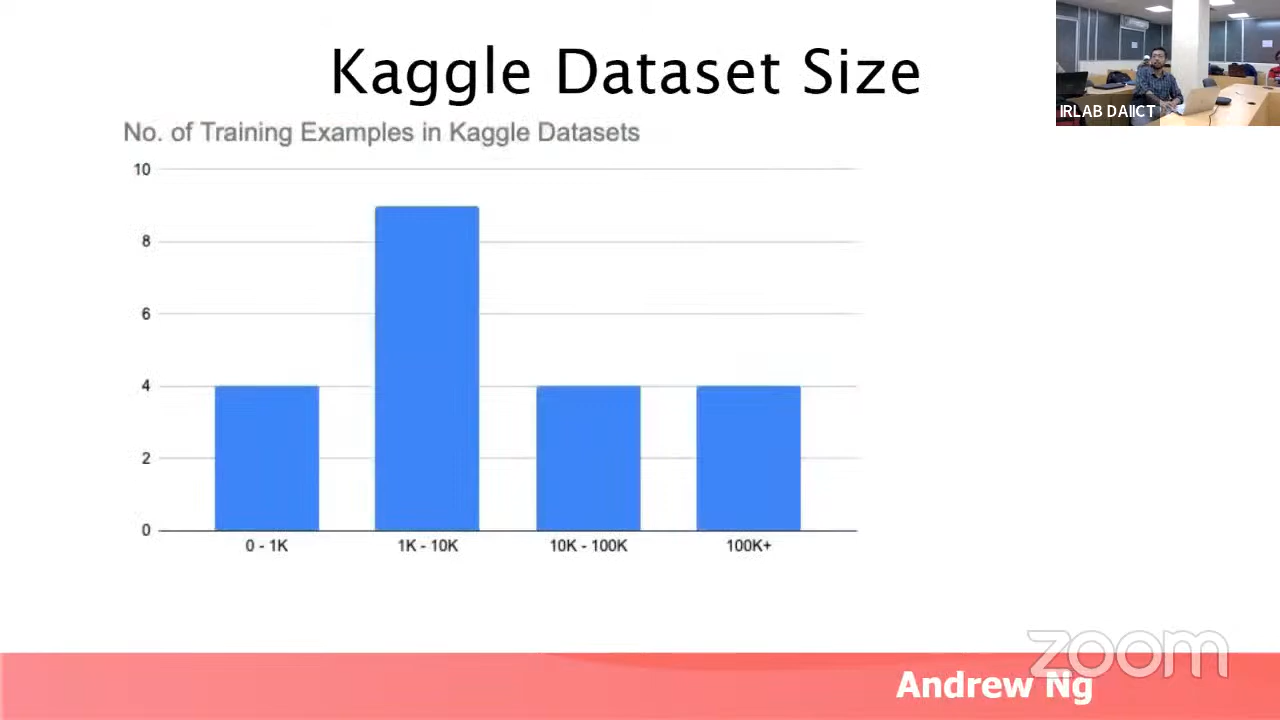 Kaggle Dataset Size
No. of Training Examples in Kaggle Datasets
10
8
6
4
2
0
0 - 1K
1K - 10K
10K - 100K
100K+
IRLAB DAIICT
zoom
Andrew Ng